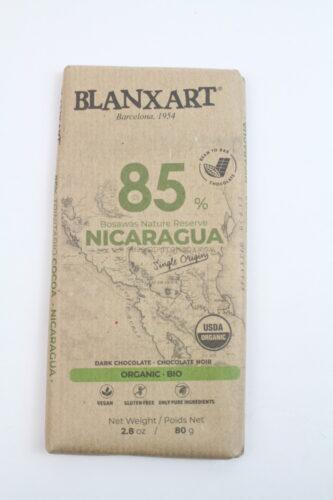 BLANXART®
Barcelona, 1954
BEAN TO BAR
CHOCOLATE
85%
Bosawas Nature Reserve
NICARAGUA
Single Origin
USDA
ORGANIC
DARK CHOCOLATE - CHOCOLATE NOIR
ORGANIC · BIO
VEGAN
GLUTEN FREE
ONLY PURE INGREDIENTS
Net Weight / Poids Net
2.8 oz / 80 g
COCOA · NICARAGUA ·